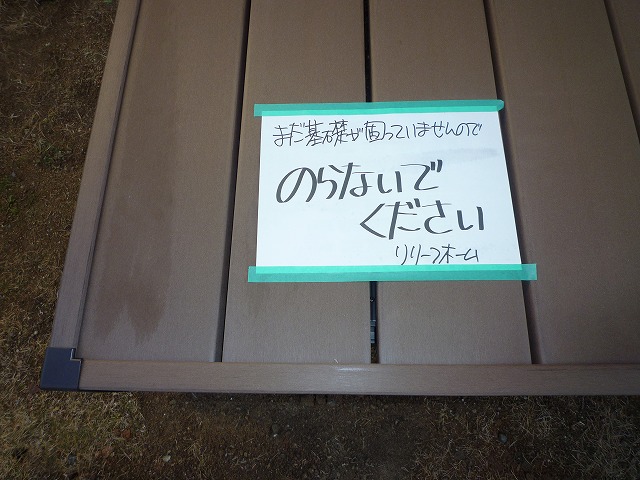 まだ基礎が固っていませんので
のらないで
ください
リリーフホーム